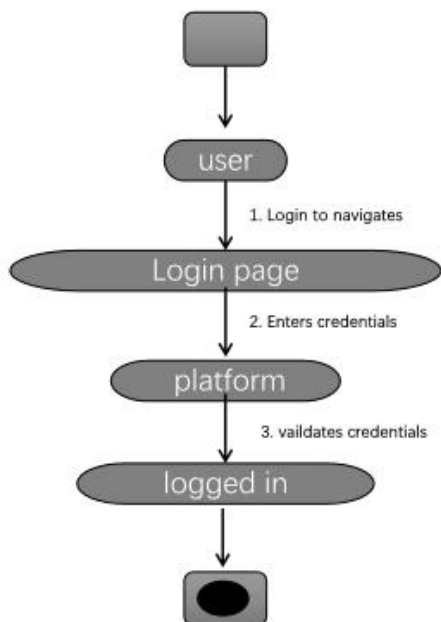 user
1. Login to navigates
Login page
2. Enters credentials
platform
3. vaildates credentials
logged in